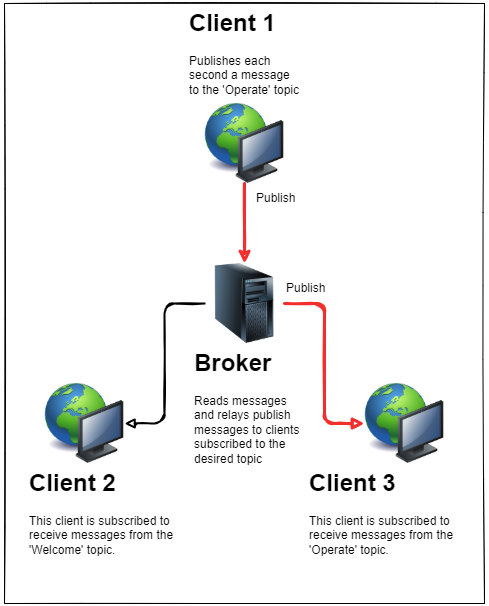 Client 1
Publishes each
second a message
to the 'Operate' topic
Publish
Publish
Broker
Reads messages
and relays publish
messages to clients
subscribed to the
desired topic
Client 2
This client is subscribed to
receive messages from the
'Welcome' topic.
Client 3
This client is subscribed to
receive messages from the
'Operate' topic.